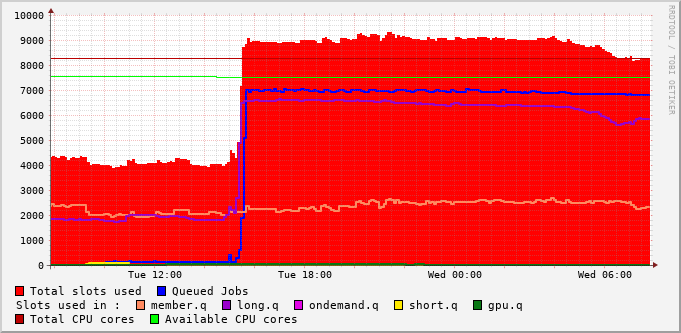 10000
9000
8000
7000
6000
5000
4000
3000
2000
1000
0
Tue 12:00 Tue 18:00 Wed 00:00 Wed 06:00
Total slots used Queued Jobs
Slots used in : member.q long.q ondemand.q short.q gpu.q
Total CPU cores Available CPU cores
RRDTOOL / TOBI OETIKER